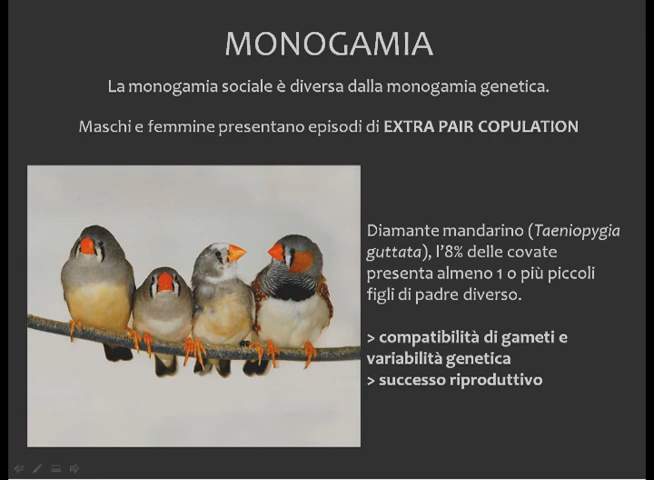 MONOGAMIA
La monogamia sociale è diversa dalla monogamia genetica.
Maschi e femmine presentano episodi di EXTRA PAIR COPULATION
Diamante mandarino (Taeniopygia
guttata), l'8% delle covate
presenta almeno 1 o più piccoli
figli di padre diverso.
> compatibilità di gameti e
variabilità genetica
> successo riproduttivo